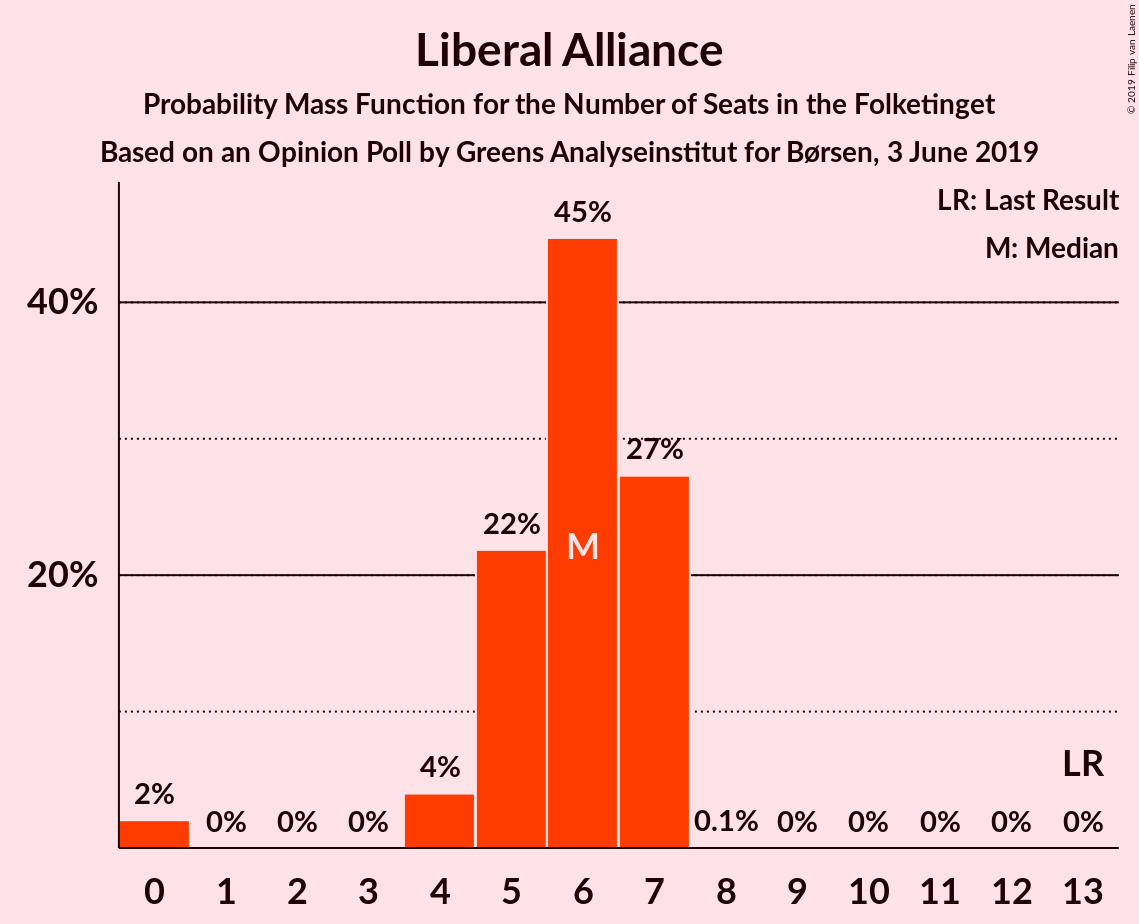 Liberal Alliance
Probability Mass Function for the Number of Seats in the Folketinget
Based on an Opinion Poll by Greens Analyseinstitut for Børsen, 3 June 2019
© 2019 Filip van Laenen
LR: Last Result
M: Median
45%
40%
27%
22%
M
20%
LR
4%
2%
0% 0% 0% 0.1% 0% 0% 0% 0% 0%
0 1 2 3 4 5 6 7 8 9 10 11 12 13